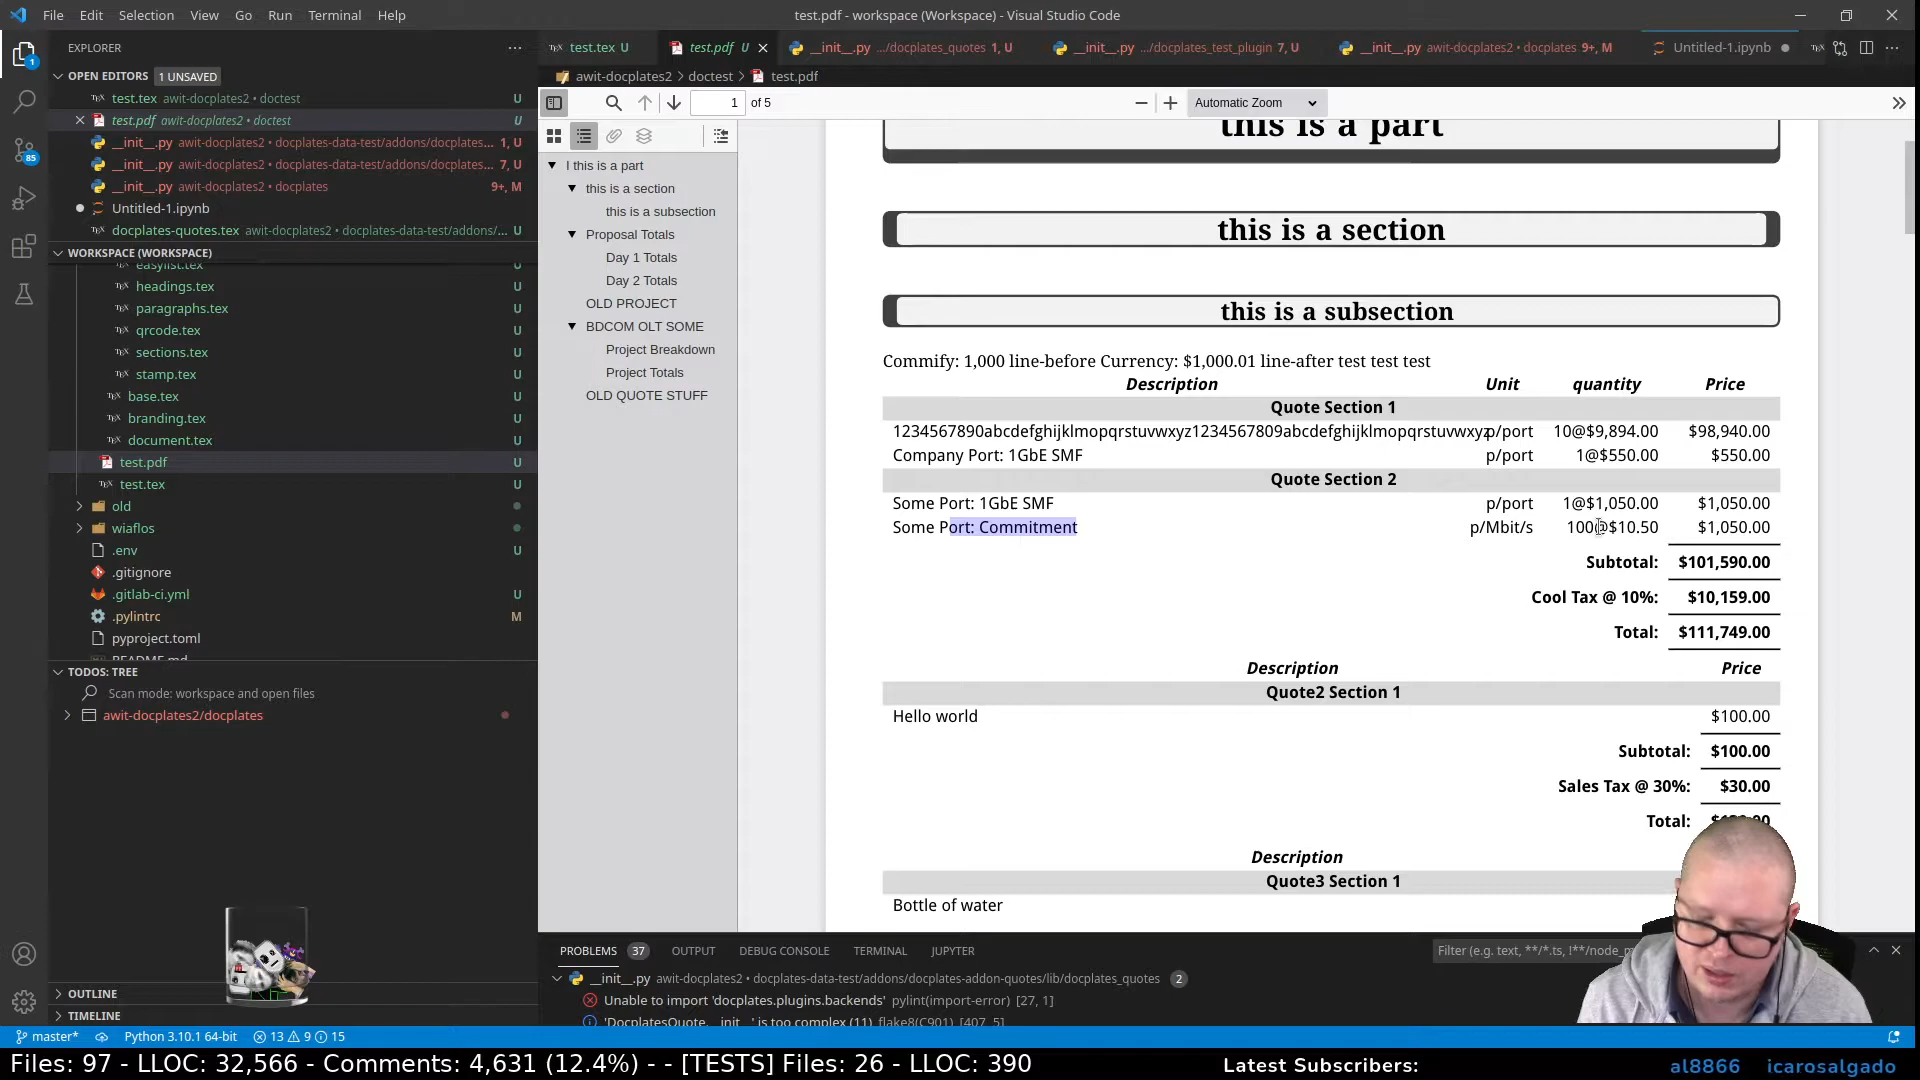 File Edit Selection View Go Run Terminal Help
test.pdf - workspace (Workspace) - Visual Studio Code
EXPLORER
OPEN EDITORS 1 UNSAVED
test.tex awit-docplates2 • doctest U
test.pdf awit-docplates2 • doctest U
__init__.py awit-docplates2 • docplates-data-test/addons/docplates... 1, U
__init__.py awit-docplates2 • docplates-data-test/addons/docplates... 7, U
__init__.py awit-docplates2 • docplates 9+, M
Untitled-1.ipynb
docplates-quotes.tex awit-docplates2 • docplates-data-test/addons/... U
WORKSPACE (WORKSPACE)
easylist.tex
headings.tex U
paragraphs.tex U
qrcode.tex U
sections.tex U
stamp.tex U
base.tex U
branding.tex U
document.tex U
test.pdf U
test.tex U
old
wiaflos
.env U
.gitignore
.gitlab-ci.yml U
.pylintrc M
pyproject.toml
README.md
TODOS: TREE
Scan mode: workspace and open files
awit-docplates2/docplates
OUTLINE
TIMELINE
test.tex U
test.pdf U
__init__.py .../docplates_quotes 1, U
__init__.py .../docplates_test_plugin 7, U
__init__.py awit-docplates2 • docplates 9+, M
Untitled-1.ipynb
awit-docplates2 > doctest > test.pdf
1 of 5
Automatic Zoom
I this is a part
this is a section
this is a subsection
Proposal Totals
Day 1 Totals
Day 2 Totals
OLD PROJECT
BDCOM OLT SOME
Project Breakdown
Project Totals
OLD QUOTE STUFF
this is a part
this is a section
this is a subsection
Commify: 1,000 line-before Currency: $1,000.01 line-after test test test
Description Unit quantity Price
Quote Section 1
1234567890abcdefghijklmopqrstuvwxyz1234567809abcdefghijklmopqrstuvwxyz p/port 10@$9,894.00 $98,940.00
Company Port: 1GbE SMF p/port 1@$550.00 $550.00
Quote Section 2
Some Port: 1GbE SMF p/port 1@$1,050.00 $1,050.00
Some Port: Commitment p/Mbit/s 100@$10.50 $1,050.00
Subtotal: $101,590.00
Cool Tax @ 10%: $10,159.00
Total: $111,749.00
Description Price
Quote2 Section 1
Hello world $100.00
Subtotal: $100.00
Sales Tax @ 30%: $30.00
Total:
Description
Quote3 Section 1
Bottle of water
PROBLEMS 37 OUTPUT DEBUG CONSOLE TERMINAL JUPYTER
Filter (e.g. text, **/*.ts, !**/node_m
__init__.py awit-docplates2 • docplates-data-test/addons/docplates-addon-quotes/lib/docplates_quotes 2
Unable to import 'docplates.plugins.backends' pylint(import-error) [27, 1]
'DocplatesQuote.__init__' is too complex (11) flake8(C901) [407, 5]
master* Python 3.10.1 64-bit 13 9 15
Files: 97 - LLOC: 32,566 - Comments: 4,631 (12.4%) - - [TESTS] Files: 26 - LLOC: 390
Latest Subscribers: al8866 icarosalgado